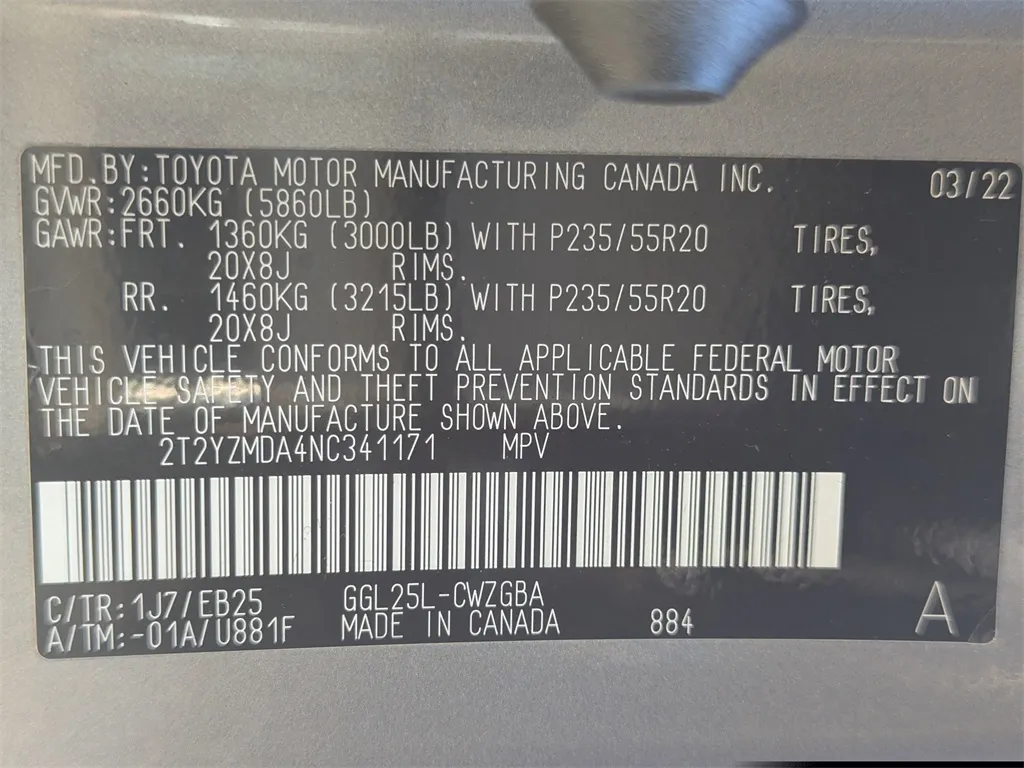 MFD.BY:TOYOTA MOTOR MANUFACTURING CANADA INC. 03/22
GVWR:2660KG (5860LB)
GAWR:FRT. 1360KG (3000LB) WITH P235/55R20 TIRES,
20X8J RIMS.
RR. 1460KG (3215LB) WITH P235/55R20 TIRES,
20X8J RIMS.
THIS VEHICLE CONFORMS TO ALL APPLICABLE FEDERAL MOTOR
VEHICLE SAFETY AND THEFT PREVENTION STANDARDS IN EFFECT ON
THE DATE OF MANUFACTURE SHOWN ABOVE.
2T2YZMDA4NC341171 MPV
C/TR:1J7/EB25 GGL25L-CWZGBA
A/TM:-01A/U881F MADE IN CANADA 884 A